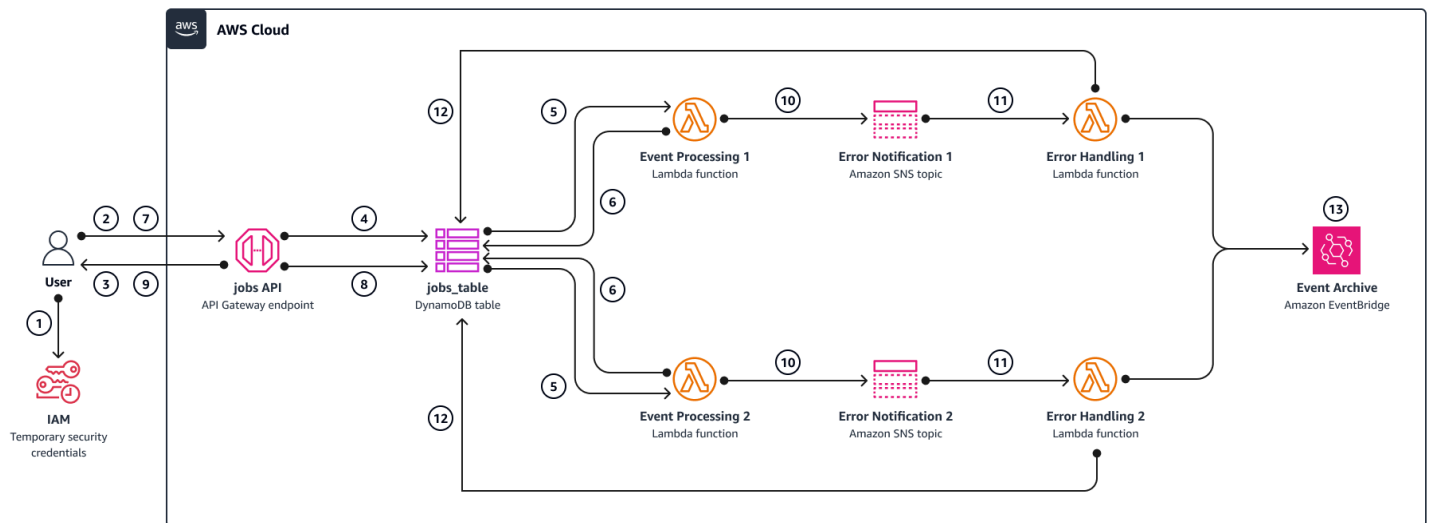 aws
AWS Cloud
12
5
10
11
Event Processing 1
Lambda function
Error Notification 1
Amazon SNS topic
Error Handling 1
Lambda function
6
2
7
4
13
User
3
9
jobs API
API Gateway endpoint
8
jobs_table
DynamoDB table
6
Event Archive
Amazon EventBridge
1
IAM
Temporary security
credentials
5
10
11
12
Event Processing 2
Lambda function
Error Notification 2
Amazon SNS topic
Error Handling 2
Lambda function